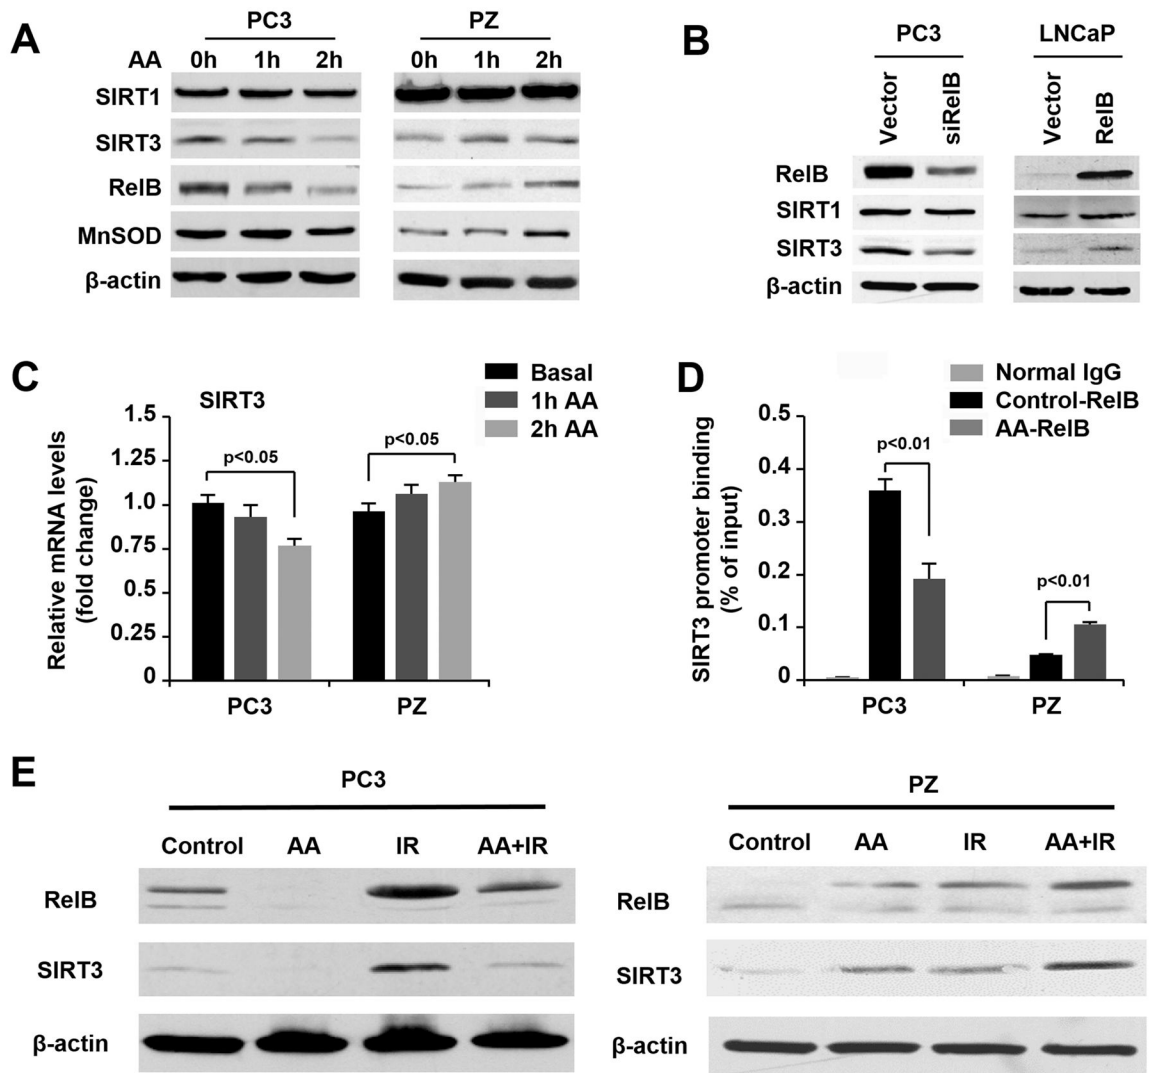 A
PC3
PZ
AA
0h 1h 2h
0h 1h 2h
SIRT1
SIRT3
RelB
MnSOD
β-actin
B
PC3
LNCaP
Vector
siRelB
Vector
RelB
RelB
SIRT1
SIRT3
β-actin
C
SIRT3
Basal
1h AA
2h AA
Relative mRNA levels
(fold change)
1.5
1.25
1.0
0.75
0.5
0.25
0
p<0.05
p<0.05
PC3
PZ
D
Normal IgG
Control-RelB
AA-RelB
SIRT3 promoter binding
(% of input)
0.5
0.4
0.3
0.2
0.1
0
p<0.01
p<0.01
PC3
PZ
E
PC3
Control AA IR AA+IR
RelB
SIRT3
β-actin
PZ
Control AA IR AA+IR
RelB
SIRT3
β-actin